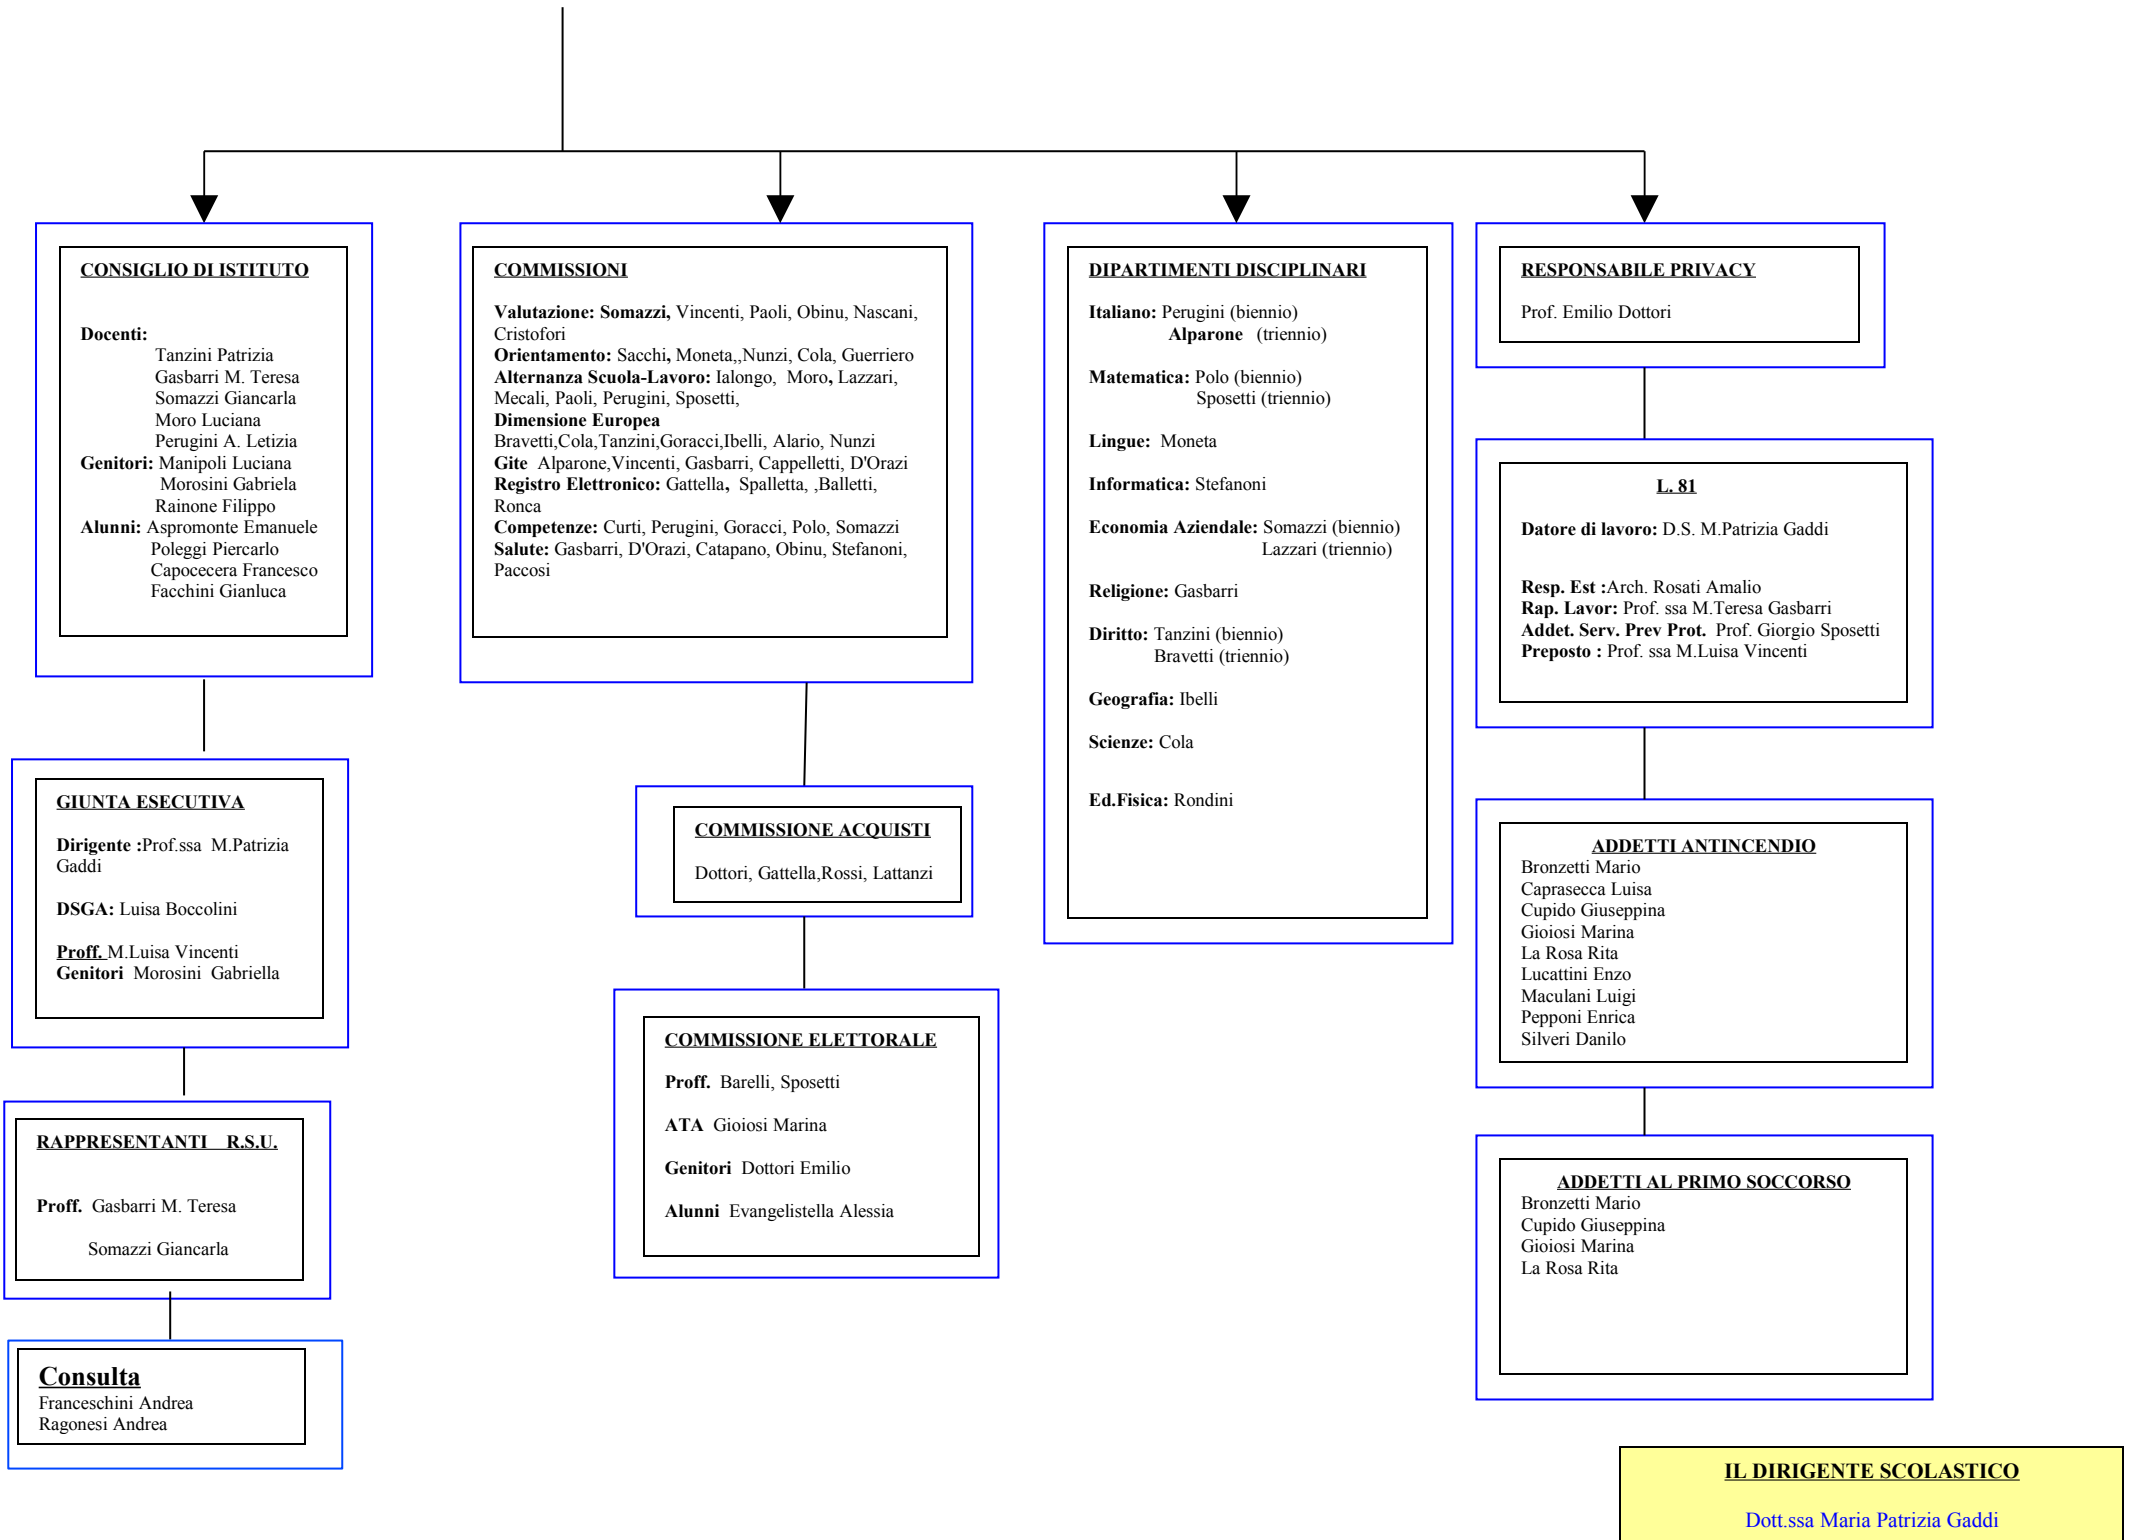 CONSIGLIO DI ISTITUTO
Docenti:
Tanzini Patrizia
Gasbarri M. Teresa
Somazzi Giancarla
Moro Luciana
Perugini A. Letizia
Genitori: Manipoli Luciana
Morosini Gabriela
Rainone Filippo
Alunni: Aspromonte Emanuele
Poleggi Piercarlo
Capocecera Francesco
Facchini Gianluca
GIUNTA ESECUTIVA
Dirigente :Prof.ssa  M.Patrizia
Gaddi
DSGA: Luisa Boccolini
Proff. M.Luisa Vincenti
Genitori  Morosini  Gabriella
RAPPRESENTANTI    R.S.U.
Proff.  Gasbarri M. Teresa
Somazzi Giancarla
Consulta
Franceschini Andrea
Ragonesi Andrea
COMMISSIONI
Valutazione: Somazzi, Vincenti, Paoli, Obinu, Nascani,
Cristofori
Orientamento: Sacchi, Moneta,,Nunzi, Cola, Guerriero
Alternanza Scuola-Lavoro: Ialongo,  Moro, Lazzari,
Mecali, Paoli, Perugini, Sposetti,
Dimensione Europea
Bravetti,Cola,Tanzini,Goracci,Ibelli, Alario, Nunzi
Gite  Alparone,Vincenti, Gasbarri, Cappelletti, D'Orazi
Registro Elettronico: Gattella,  Spalletta, ,Balletti,
Ronca
Competenze: Curti, Perugini, Goracci, Polo, Somazzi
Salute: Gasbarri, D'Orazi, Catapano, Obinu, Stefanoni,
Paccosi
COMMISSIONE ACQUISTI
Dottori, Gattella,Rossi, Lattanzi
COMMISSIONE ELETTORALE
Proff.  Barelli, Sposetti
ATA  Gioiosi Marina
Genitori  Dottori Emilio
Alunni  Evangelistella Alessia
DIPARTIMENTI DISCIPLINARI
Italiano: Perugini (biennio)
Alparone   (triennio)
Matematica: Polo (biennio)
Sposetti (triennio)
Lingue:  Moneta
Informatica: Stefanoni
Economia Aziendale: Somazzi (biennio)
Lazzari (triennio)
Religione: Gasbarri
Diritto: Tanzini (biennio)
Bravetti (triennio)
Geografia: Ibelli
Scienze: Cola
Ed.Fisica: Rondini
RESPONSABILE PRIVACY
Prof. Emilio Dottori
L. 81
Datore di lavoro: D.S. M.Patrizia Gaddi
Resp. Est :Arch. Rosati Amalio
Rap. Lavor: Prof. ssa M.Teresa Gasbarri
Addet. Serv. Prev Prot.  Prof. Giorgio Sposetti
Preposto : Prof. ssa M.Luisa Vincenti
ADDETTI ANTINCENDIO
Bronzetti Mario
Caprasecca Luisa
Cupido Giuseppina
Gioiosi Marina
La Rosa Rita
Lucattini Enzo
Maculani Luigi
Pepponi Enrica
Silveri Danilo
ADDETTI AL PRIMO SOCCORSO
Bronzetti Mario
Cupido Giuseppina
Gioiosi Marina
La Rosa Rita
IL DIRIGENTE SCOLASTICO
Dott.ssa Maria Patrizia Gaddi